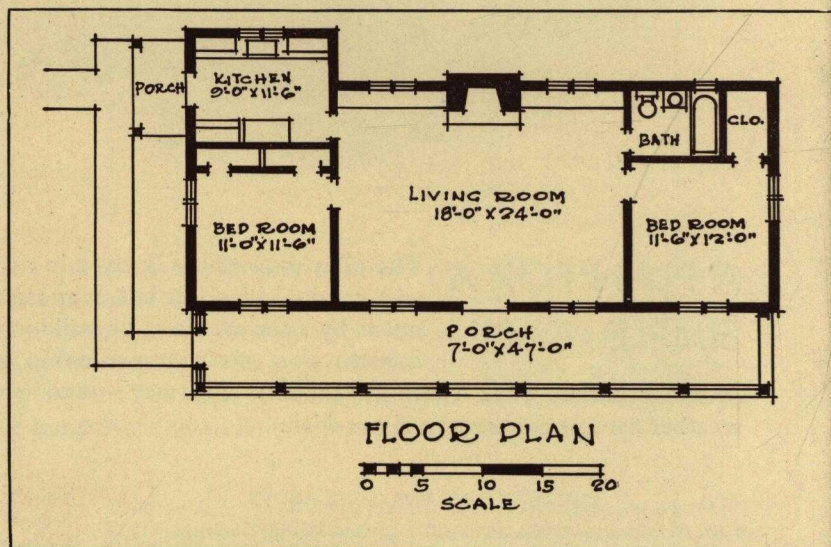 KITCHEN
9'-0" X 11'-6"
PORCH
BATH
CLO.
LIVING ROOM
18'-0" X 24'-0"
BED ROOM
11'-0" X 11'-6"
BED ROOM
11'-6" X 12'-0"
PORCH
7'-0" X 47'-0"
FLOOR PLAN
0 5 10 15 20
SCALE